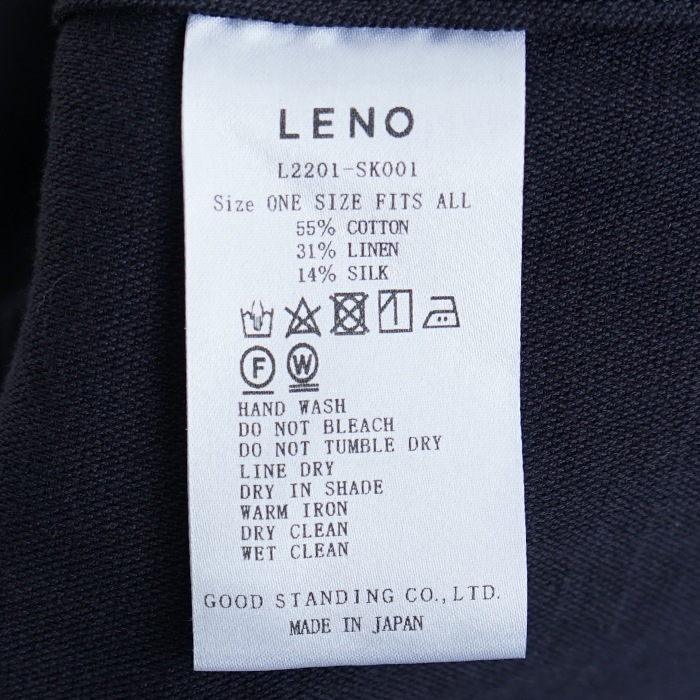 LENO
L2201-SK001
Size ONE SIZE FITS ALL
55% COTTON
31% LINEN
14% SILK
F W
HAND WASH
DO NOT BLEACH
DO NOT TUMBLE DRY
LINE DRY
DRY IN SHADE
WARM IRON
DRY CLEAN
WET CLEAN
GOOD STANDING CO.,LTD.
MADE IN JAPAN